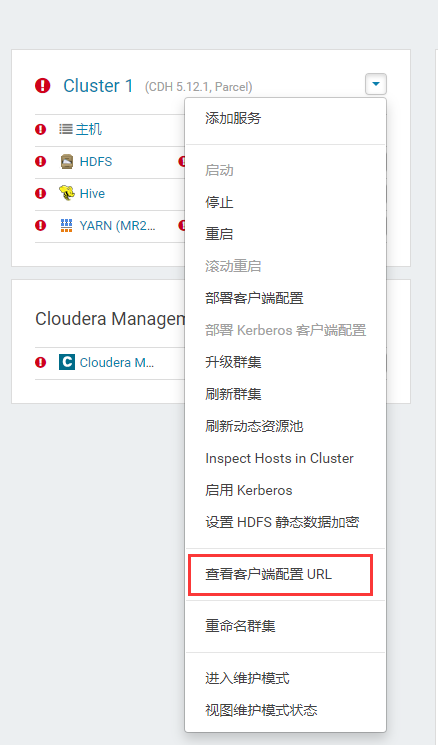 Cluster 1 (CDH 5.12.1, Parcel)
主机
HDFS
Hive
YARN (MR2...
Cloudera Managem
Cloudera M...
添加服务
启动
停止
重启
滚动重启
部署客户端配置
部署 Kerberos 客户端配置
升级群集
刷新群集
刷新动态资源池
Inspect Hosts in Cluster
启用 Kerberos
设置 HDFS 静态数据加密
查看客户端配置 URL
重命名群集
进入维护模式
视图维护模式状态